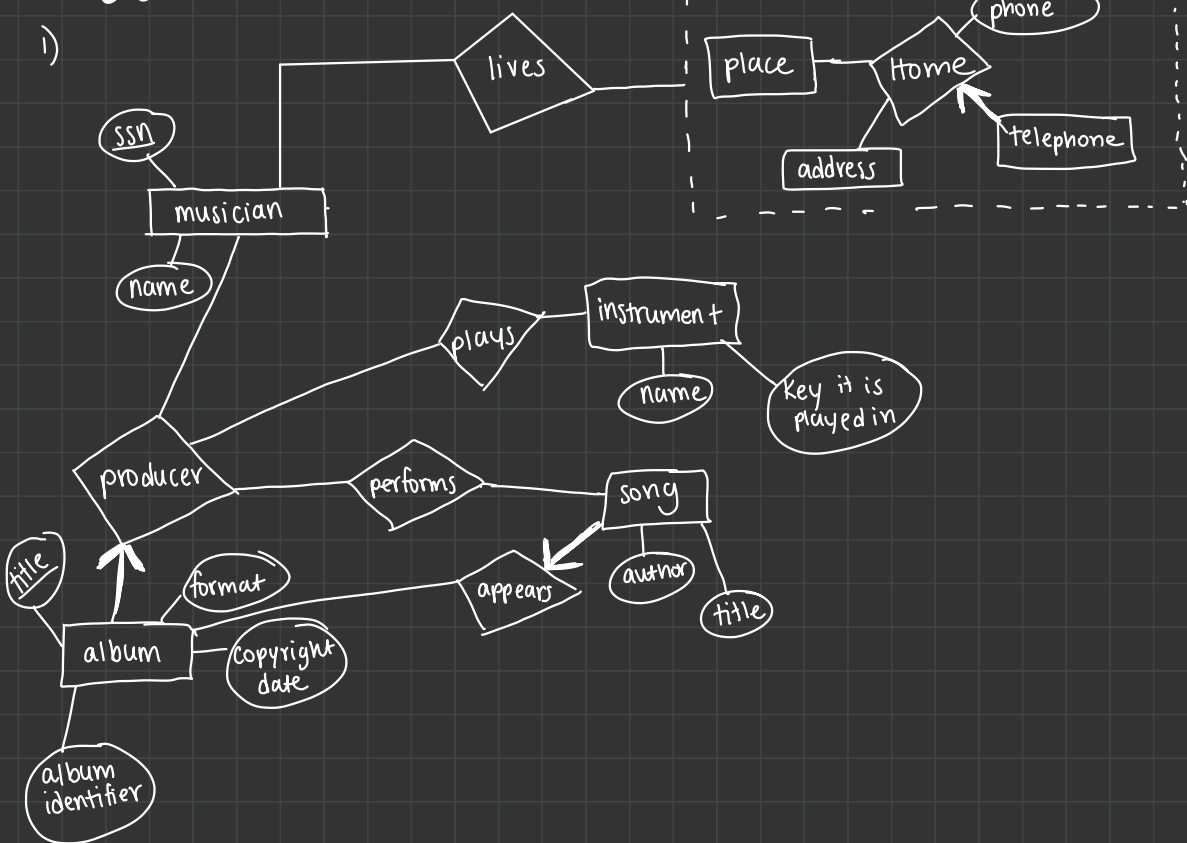 1)
phone
lives
place
Home
telephone
address
ssn
musician
name
plays
instrument
name
Key it is
played in
producer
performs
song
title
format
appears
author
title
album
copyright
date
album
identifier